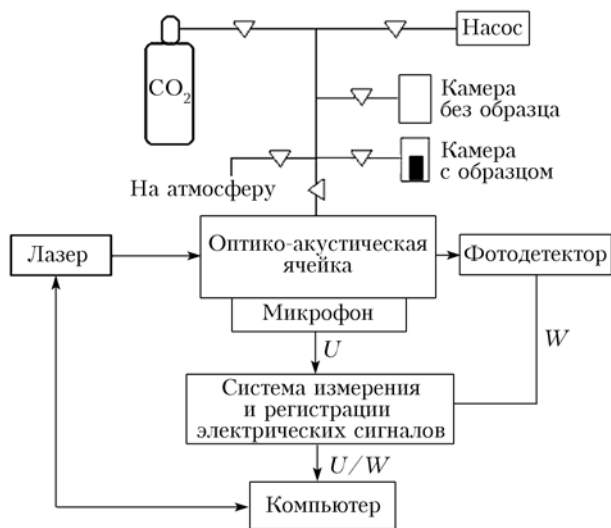 Насос
CO2
Камера
без образца
Камера
с образцом
На атмосферу
Оптико-акустическая
ячейка
Лазер
Фотодетектор
Микрофон
U
W
Система измерения
и регистрации
электрических сигналов
U/W
Компьютер